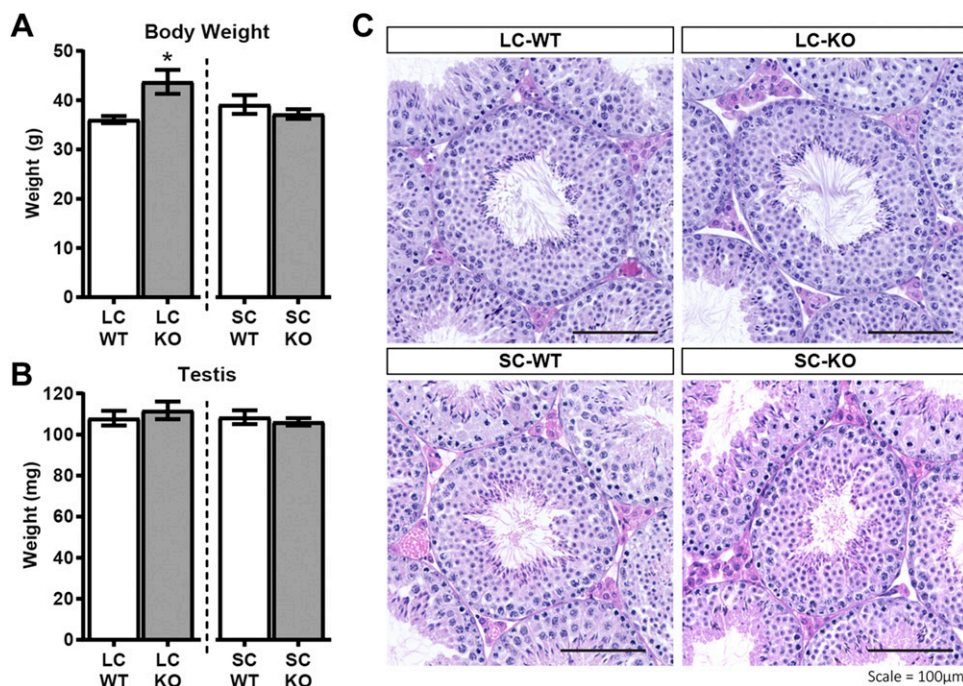 A
Body Weight
Weight (g)
50
40
30
20
10
0
*
LC WT
LC KO
SC WT
SC KO
B
Testis
Weight (mg)
120
100
80
60
40
20
0
LC WT
LC KO
SC WT
SC KO
C
LC-WT
LC-KO
SC-WT
SC-KO
Scale = 100μm